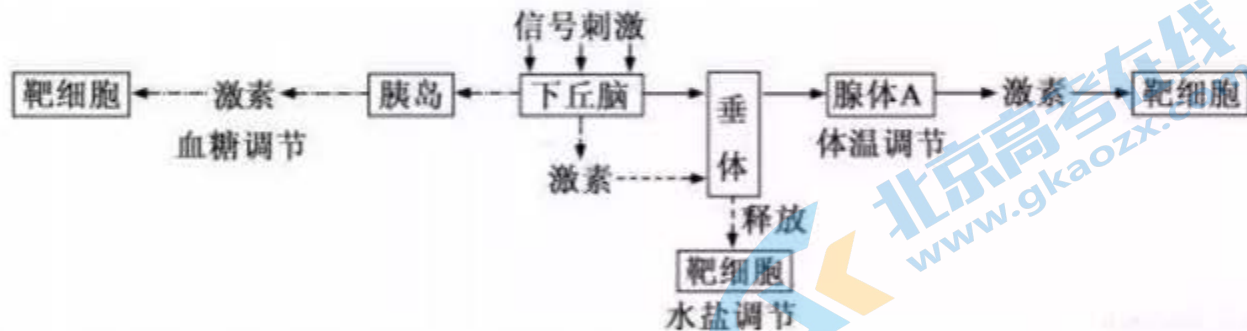 信号刺激
靶细胞 激素 胰岛 下丘脑 垂体 腺体A 激素 靶细胞
血糖调节 体温调节
激素
释放
靶细胞
水盐调节
北京高考在线
www.gkaozx.com